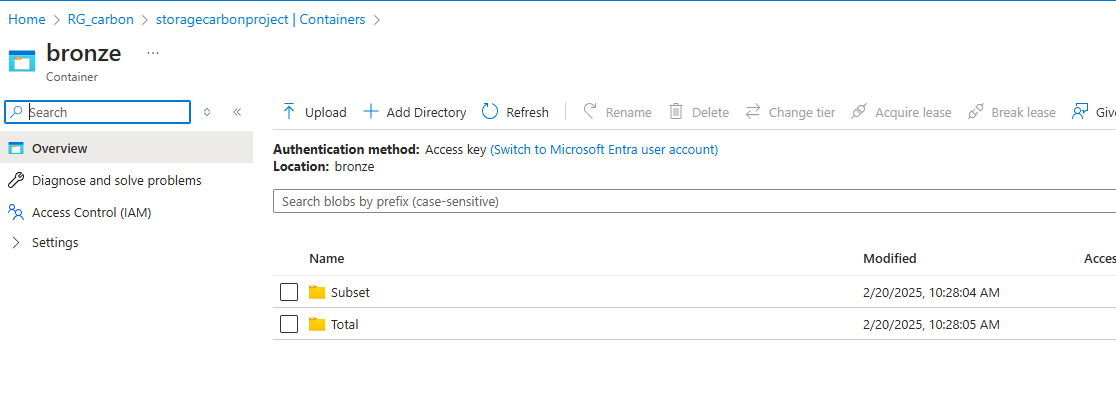 Home > RG_carbon > storagecarbonproject | Containers >
bronze ...
Container
Search
Upload Add Directory Refresh Rename Delete Change tier Acquire lease Break lease Give
Overview
Authentication method: Access key (Switch to Microsoft Entra user account)
Location: bronze
Diagnose and solve problems
Access Control (IAM)
Settings
Search blobs by prefix (case-sensitive)
Name Modified Acces
Subset 2/20/2025, 10:28:04 AM
Total 2/20/2025, 10:28:05 AM